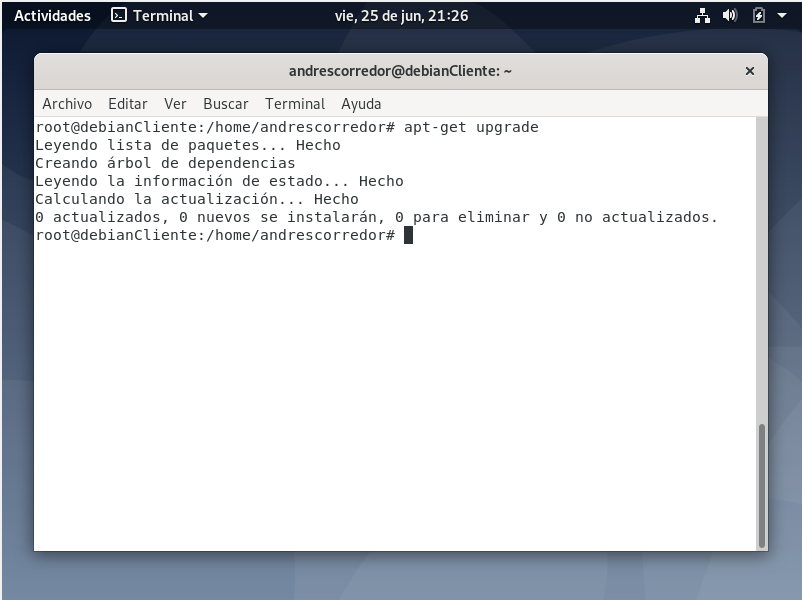 Actividades Terminal vie, 25 de jun, 21:26
andrescorredor@debianCliente: ~
Archivo Editar Ver Buscar Terminal Ayuda
root@debianCliente:/home/andrescorredor# apt-get upgrade
Leyendo lista de paquetes... Hecho
Creando árbol de dependencias
Leyendo la información de estado... Hecho
Calculando la actualización... Hecho
0 actualizados, 0 nuevos se instalarán, 0 para eliminar y 0 no actualizados.
root@debianCliente:/home/andrescorredor#